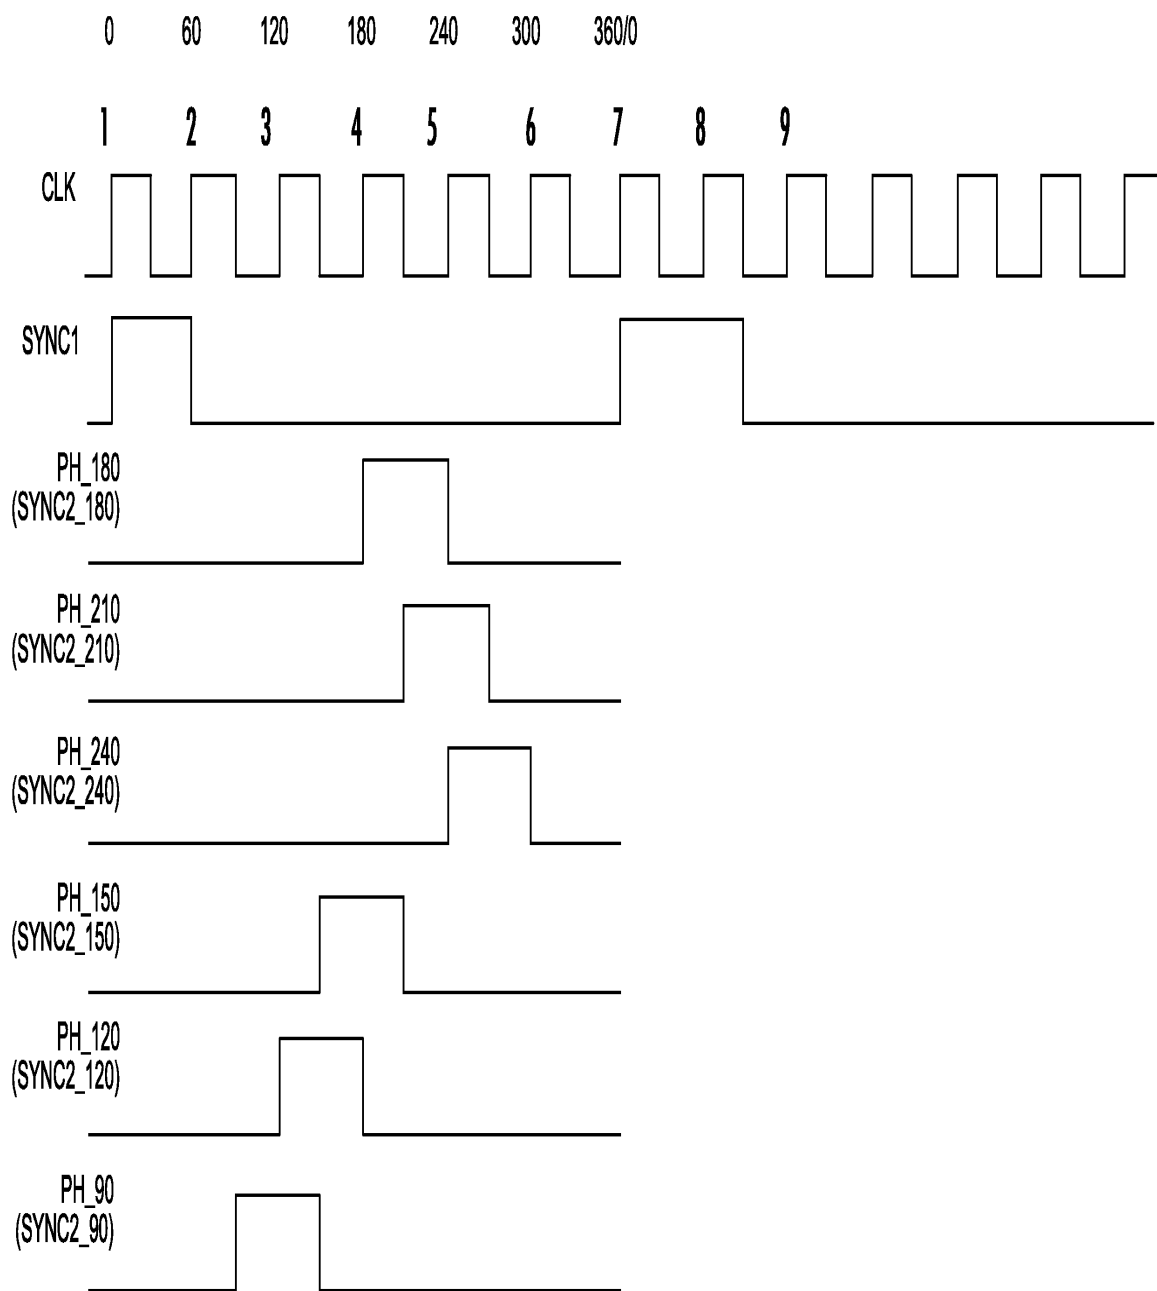 0 60 120 180 240 300 360/0
1 2 3 4 5 6 7 8 9
CLK
SYNC1
PH_180
(SYNC2_180)
PH_210
(SYNC2_210)
PH_240
(SYNC2_240)
PH_150
(SYNC2_150)
PH_120
(SYNC2_120)
PH_90
(SYNC2_90)